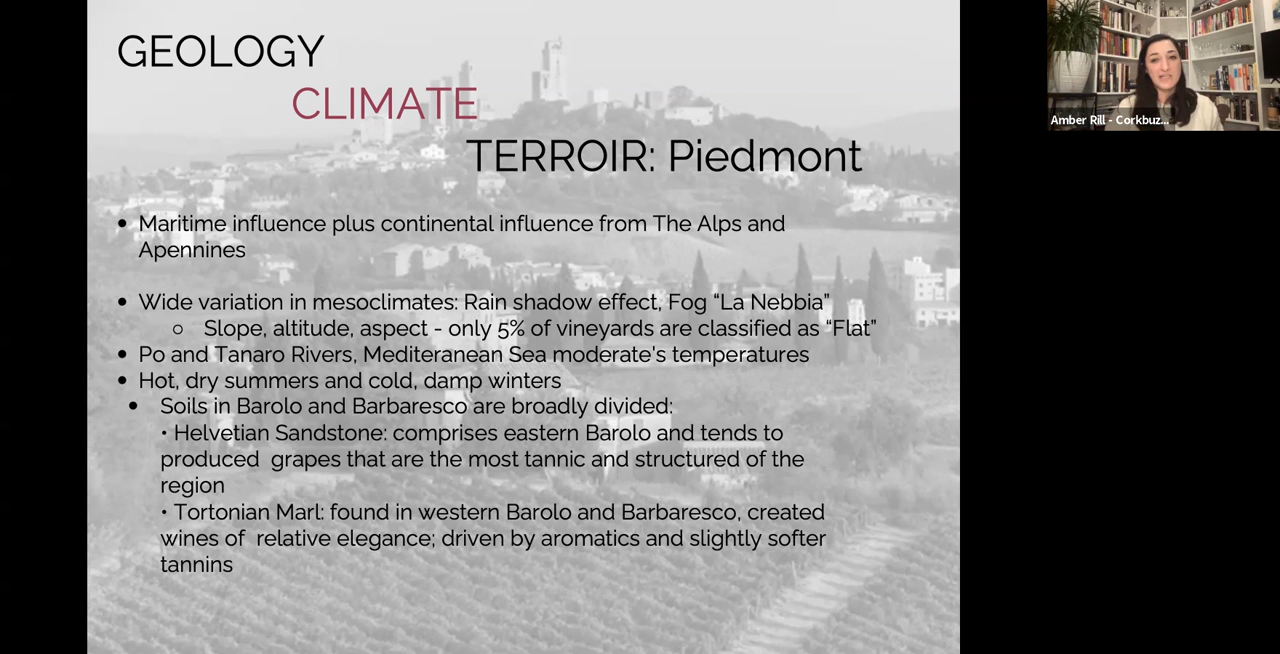 GEOLOGY
CLIMATE
TERROIR: Piedmont
• Maritime influence plus continental influence from The Alps and
Apennines
• Wide variation in mesoclimates: Rain shadow effect, Fog “La Nebbia”
○ Slope, altitude, aspect - only 5% of vineyards are classified as “Flat”
• Po and Tanaro Rivers, Mediteranean Sea moderate's temperatures
• Hot, dry summers and cold, damp winters
• Soils in Barolo and Barbaresco are broadly divided:
• Helvetian Sandstone: comprises eastern Barolo and tends to
produced grapes that are the most tannic and structured of the
region
• Tortonian Marl: found in western Barolo and Barbaresco, created
wines of relative elegance; driven by aromatics and slightly softer
tannins
Amber Rill - Corkbuz...